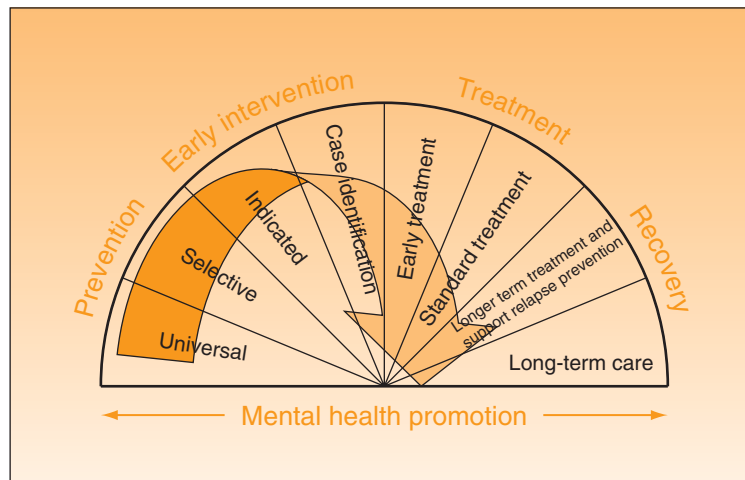 Prevention
Early intervention
Treatment
Recovery
Universal
Selective
Indicated
Case identification
Early treatment
Standard treatment
Longer term treatment and
support relapse prevention
Long-term care
Mental health promotion